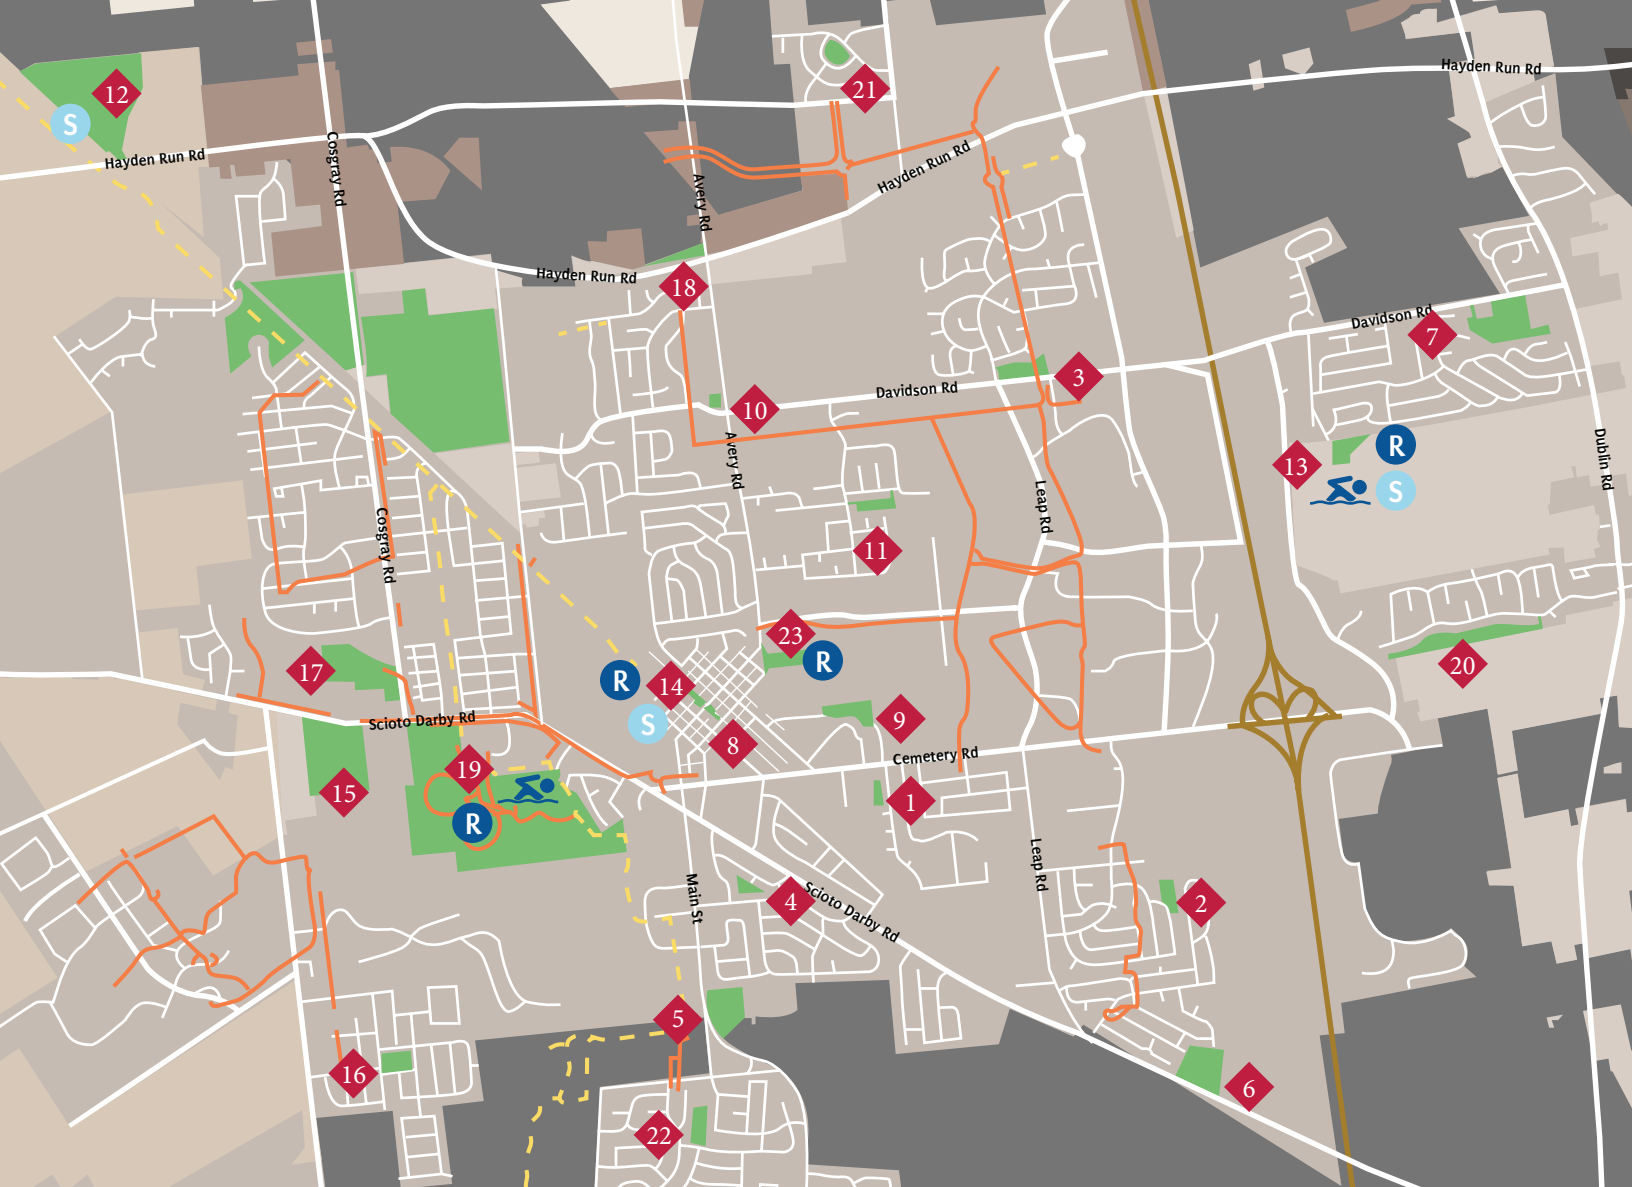 Hayden Run Rd
21
12
S
Hayden Run Rd
Cosgray Rd
Hayden Run Rd
Avery Rd
Hayden Run Rd
18
Davidson Rd
7
3
Davidson Rd
10
Avery Rd
13
R
S
Dublin Rd
Leap Rd
Cosgray Rd
11
23
R
20
17
R
14
S
9
8
Scioto Darby Rd
Cemetery Rd
19
15
1
R
Leap Rd
Main St
4
Scioto Darby Rd
2
5
16
6
22